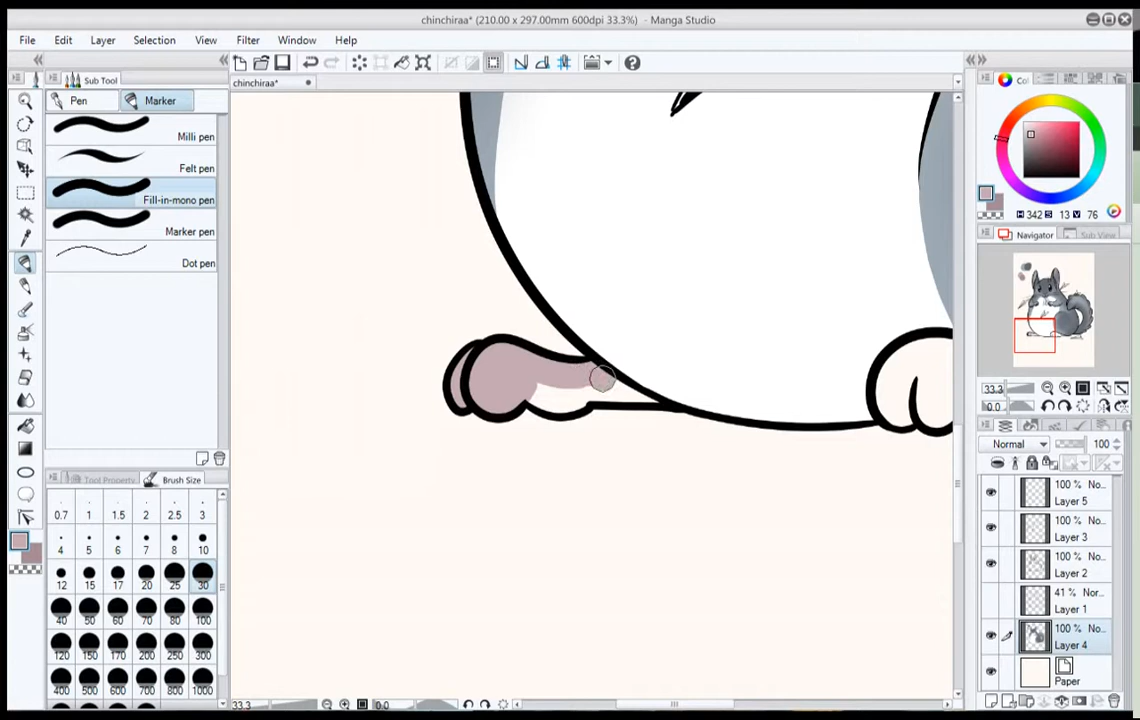 chinchiraa* (210.00 x 297.00mm 600dpi 33.3%) - Manga Studio
File Edit Layer Selection View Filter Window Help
Sub Tool
chinchiraa*
Pen Marker
Milli pen
Felt pen
Fill-in-mono pen
Marker pen
Dot pen
Tool Property Brush Size
0.7 1 1.5 2 2.5 3
4 5 6 7 8 10
12 15 17 20 25 30
40 50 60 70 80 100
120 150 170 200 250 300
400 500 600 700 800 1000
33.3 0.0
Col
H 342 S 13 V 76
Navigator Sub View
33.3
0.0
Normal 100
100 % No...
Layer 5
100 % No...
Layer 3
100 % No...
Layer 2
41 % Nor...
Layer 1
100 % No...
Layer 4
Paper